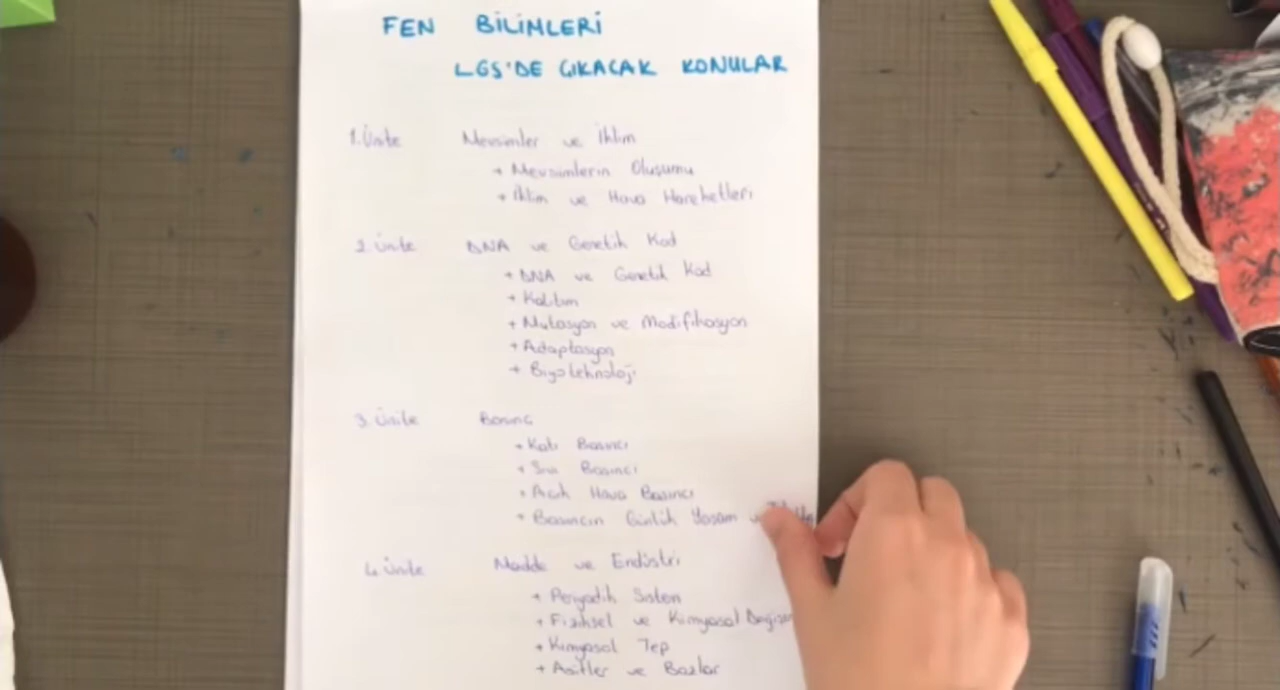 FEN BİLİMLERİ
LGS'DE ÇIKACAK KONULAR
1.Ünite Mevsimler ve İklim
+ Mevsimlerin Oluşumu
+ İklim ve Hava Hareketleri
2.Ünite DNA ve Genetik Kod
+ DNA ve Genetik Kod
+ Kalıtım
+ Mutasyon ve Modifikasyon
+ Adaptasyon
+ Biyoteknoloji
3.Ünite Basınç
+ Katı Basıncı
+ Sıvı Basıncı
+ Açık Hava Basıncı
+ Basıncın Günlük Yaşam
4.Ünite Madde ve Endüstri
+ Periyodik Sistem
+ Fiziksel ve Kimyasal
+ Kimyasal Tep
+ Asitler ve Bazlar